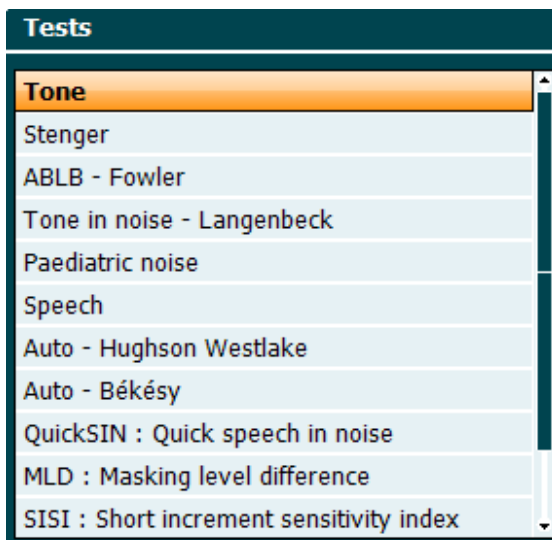 Tests
Tone
Stenger
ABLB - Fowler
Tone in noise - Langenbeck
Paediatric noise
Speech
Auto - Hughson Westlake
Auto - Békésy
QuickSIN : Quick speech in noise
MLD : Masking level difference
SISI : Short increment sensitivity index